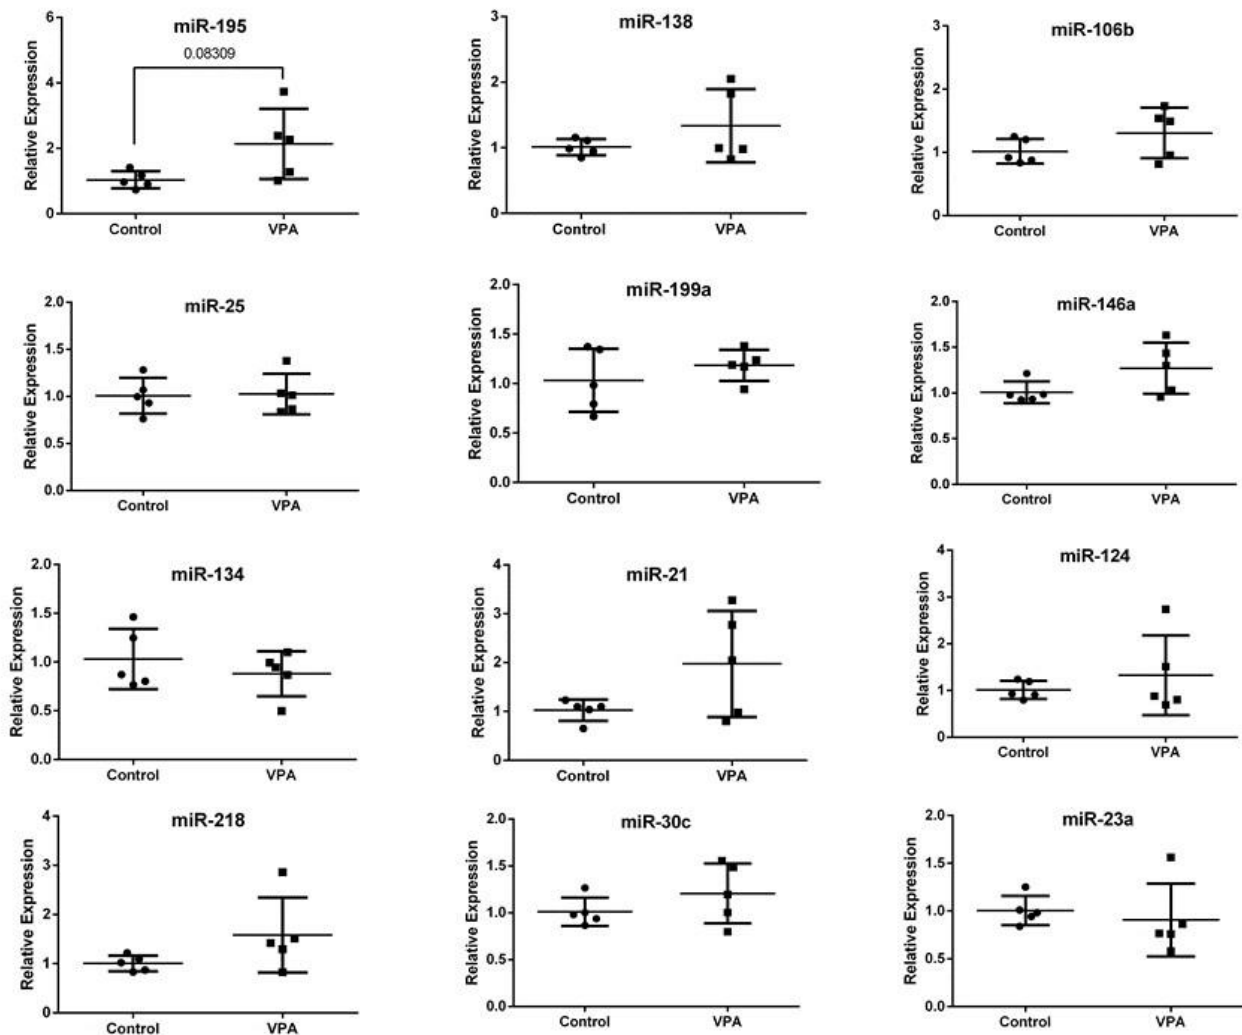 miR-195
0.08309
Relative Expression
6
4
2
0
Control VPA
miR-138
Relative Expression
3
2
1
0
Control VPA
miR-106b
Relative Expression
3
2
1
0
Control VPA
miR-25
Relative Expression
2.0
1.5
1.0
0.5
0.0
Control VPA
miR-199a
Relative Expression
2.0
1.5
1.0
0.5
0.0
Control VPA
miR-146a
Relative Expression
2.0
1.5
1.0
0.5
0.0
Control VPA
miR-134
Relative Expression
2.0
1.5
1.0
0.5
0.0
Control VPA
miR-21
Relative Expression
4
3
2
1
0
Control VPA
miR-124
Relative Expression
4
3
2
1
0
Control VPA
miR-218
Relative Expression
4
3
2
1
0
Control VPA
miR-30c
Relative Expression
2.0
1.5
1.0
0.5
0.0
Control VPA
miR-23a
Relative Expression
2.0
1.5
1.0
0.5
0.0
Control VPA